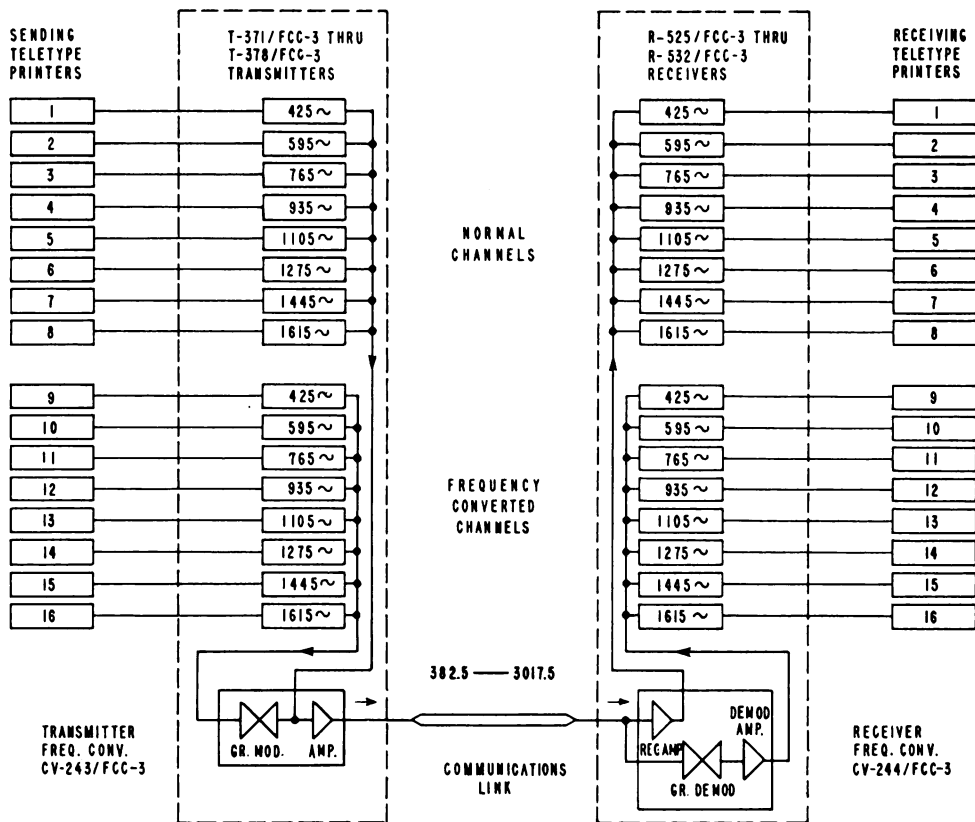 SENDING
TELETYPE
PRINTERS
T-371/FCC-3 THRU
T-378/FCC-3
TRANSMITTERS
R-525/FCC-3 THRU
R-532/FCC-3
RECEIVERS
RECEIVING
TELETYPE
PRINTERS
1 425~ 425~ 1
2 595~ 595~ 2
3 765~ 765~ 3
4 935~ 935~ 4
5 1105~ 1105~ 5
6 1275~ 1275~ 6
7 1445~ 1445~ 7
8 1615~ 1615~ 8
NORMAL
CHANNELS
9 425~ 425~ 9
10 595~ 595~ 10
11 765~ 765~ 11
12 935~ 935~ 12
13 1105~ 1105~ 13
14 1275~ 1275~ 14
15 1445~ 1445~ 15
16 1615~ 1615~ 16
FREQUENCY
CONVERTED
CHANNELS
382.5 — 3017.5
TRANSMITTER
FREQ. CONV.
CV-243/FCC-3
GR. MOD. AMP.
COMMUNICATIONS
LINK
REC AMP
DEMOD
AMP.
GR. DEMOD
RECEIVER
FREQ. CONV.
CV-244/FCC-3